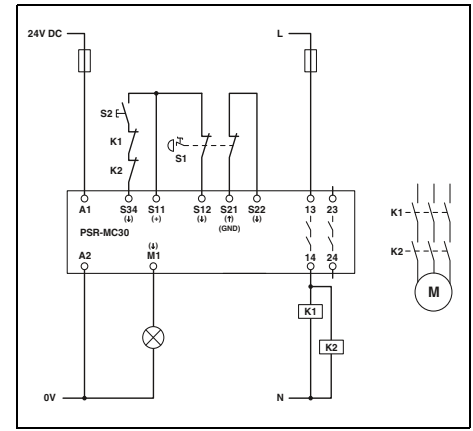 24V DC
L
S2
K1
K2
S1
A1 S34 S11 S12 S21 S22 13 23
(↓) (+) (↓) (↑) (↓)
(GND)
PSR-MC30
(↓)
A2 M1 14 24
K1
K2
K1
K2
M
0V
N